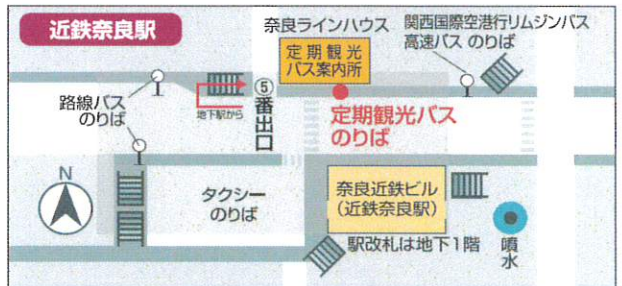 近鉄奈良駅
奈良ラインハウス
定期観光
バス案内所
関西国際空港行リムジンバス
高速バス のりば
路線バス
のりば
地下駅から
⑤番出口
定期観光バス
のりば
N
タクシー
のりば
奈良近鉄ビル
(近鉄奈良駅)
駅改札は地下1階
噴水